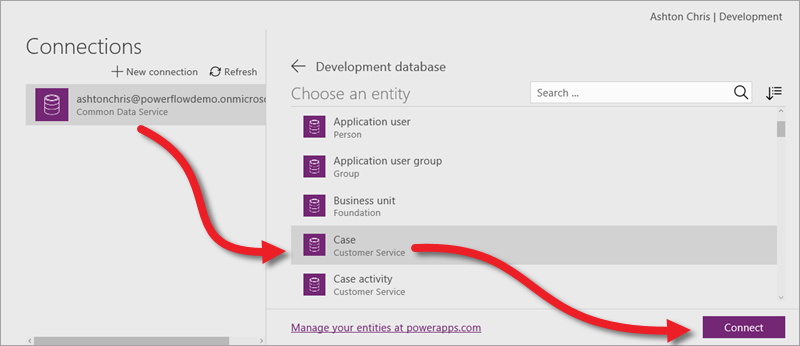 Ashton Chris | Development
Connections
New connection
Refresh
ashtonchris@powerflowdemo.onmicros
Common Data Service
Development database
Choose an entity
Search ...
Application user
Person
Application user group
Group
Business unit
Foundation
Case
Customer Service
Case activity
Customer Service
Manage your entities at powerapps.com
Connect